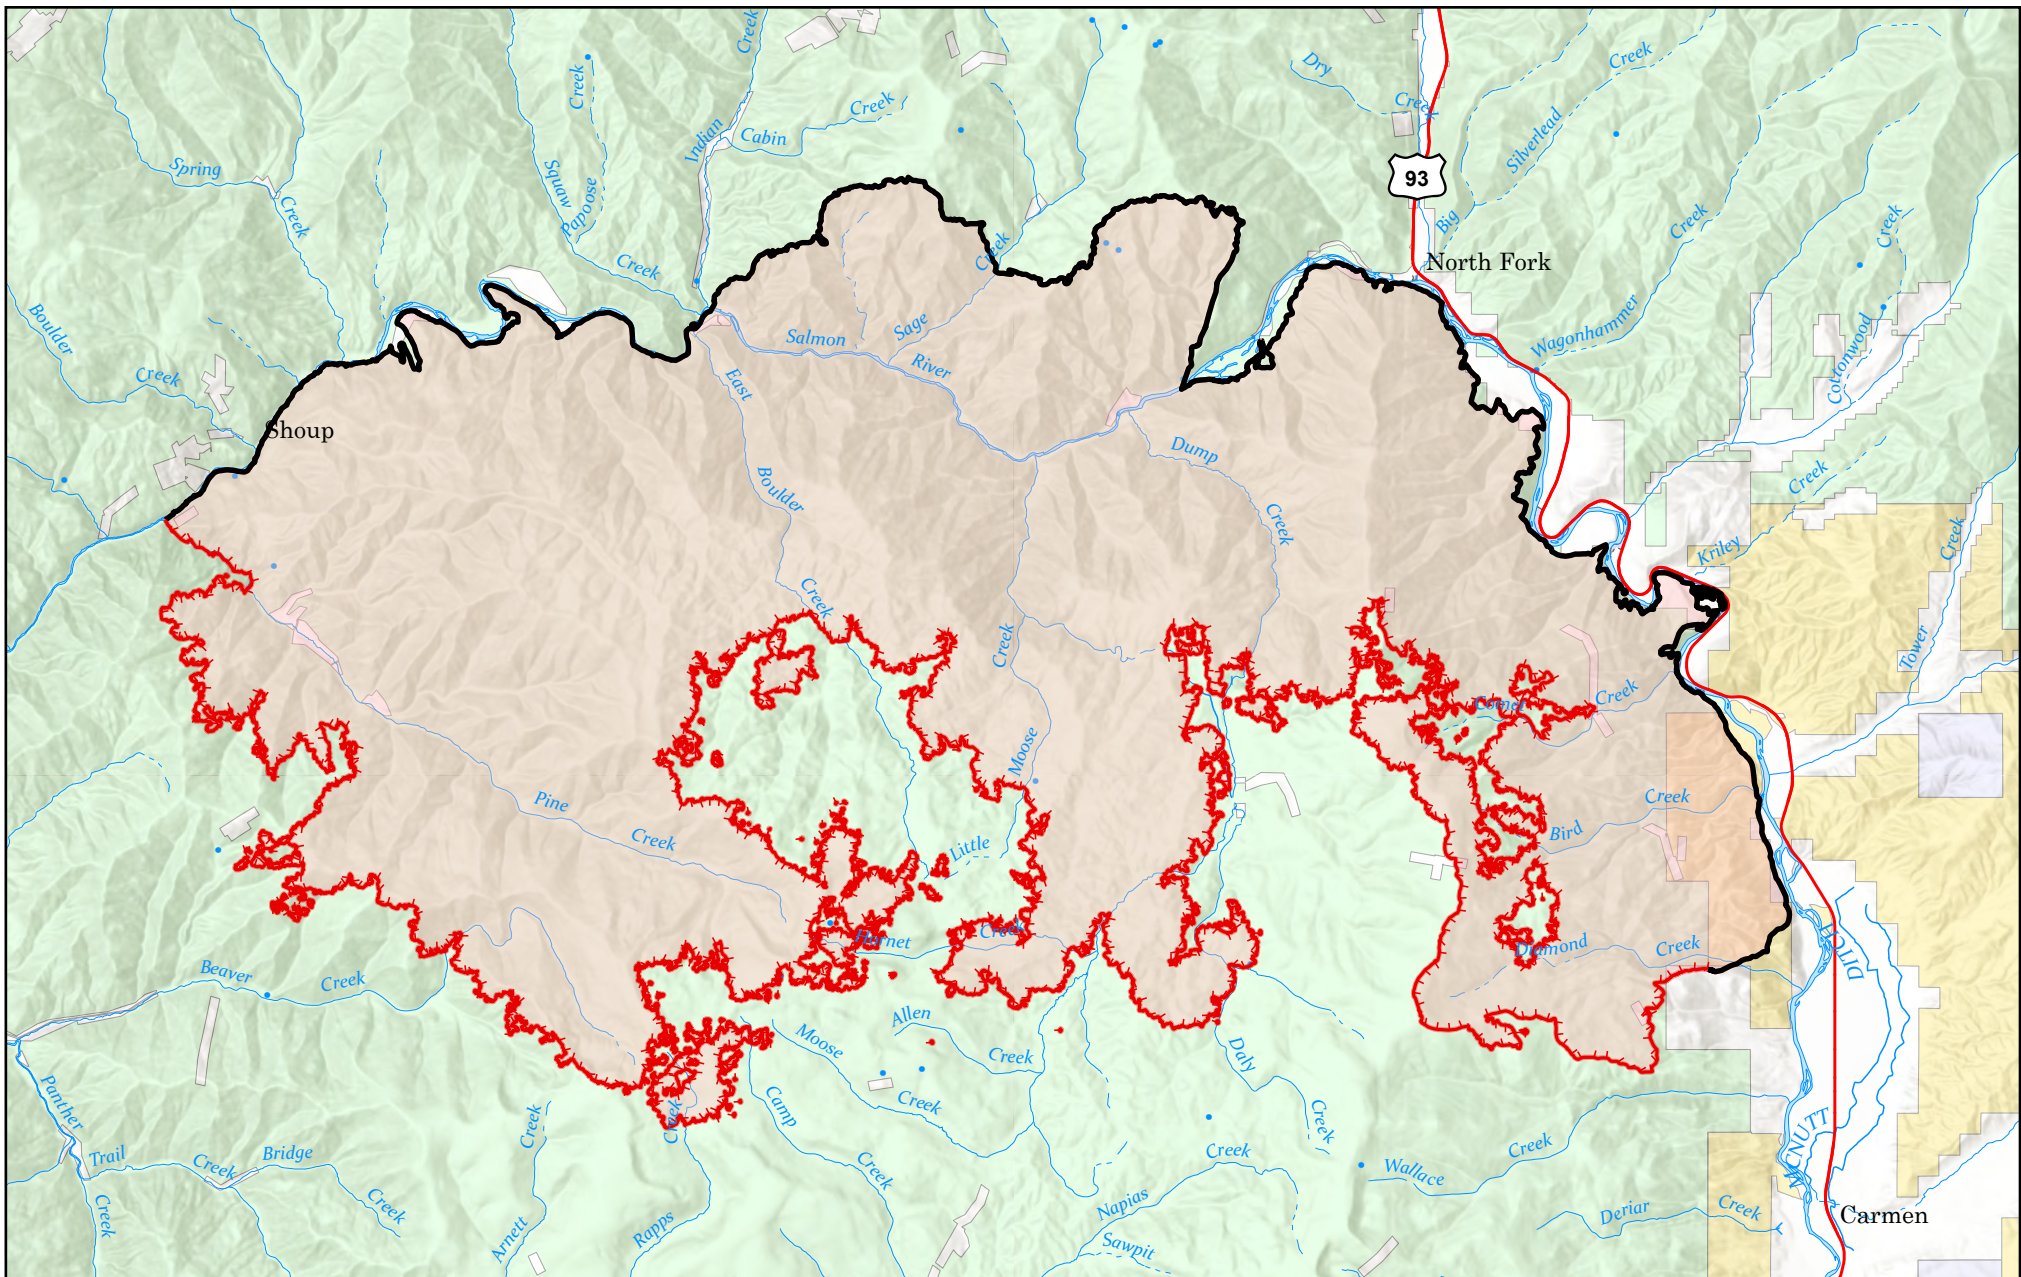 Creek
Creek
Creek
Dry
Creek
Creek
Creek
Silverlead
Indian
Cabin
93
Spring
Squaw
Papoose
Creek
Big
Creek
Creek
Creek
Creek
North Fork
Boulder
Salmon
Sage
River
Wagonhammer
Cottonwood
Creek
East
Shoup
Dump
Boulder
Creek
Creek
Kriley
Creek
Creek
Creek
Tower
Comet
Creek
Moose
Pine
Creek
Little
Creek
Bird
Hornet
Creek
Diamond
Creek
DITCH
Beaver
Creek
Allen
Moose
Creek
Daly
Panther
Creek
Camp
Creek
Creek
Creek
MCNUTT
Trail
Creek
Bridge
Creek
Creek
Creek
Creek
Wallace
Creek
Arnett
Rapps
Napias
Sawpit
Deriar
Creek
Carmen